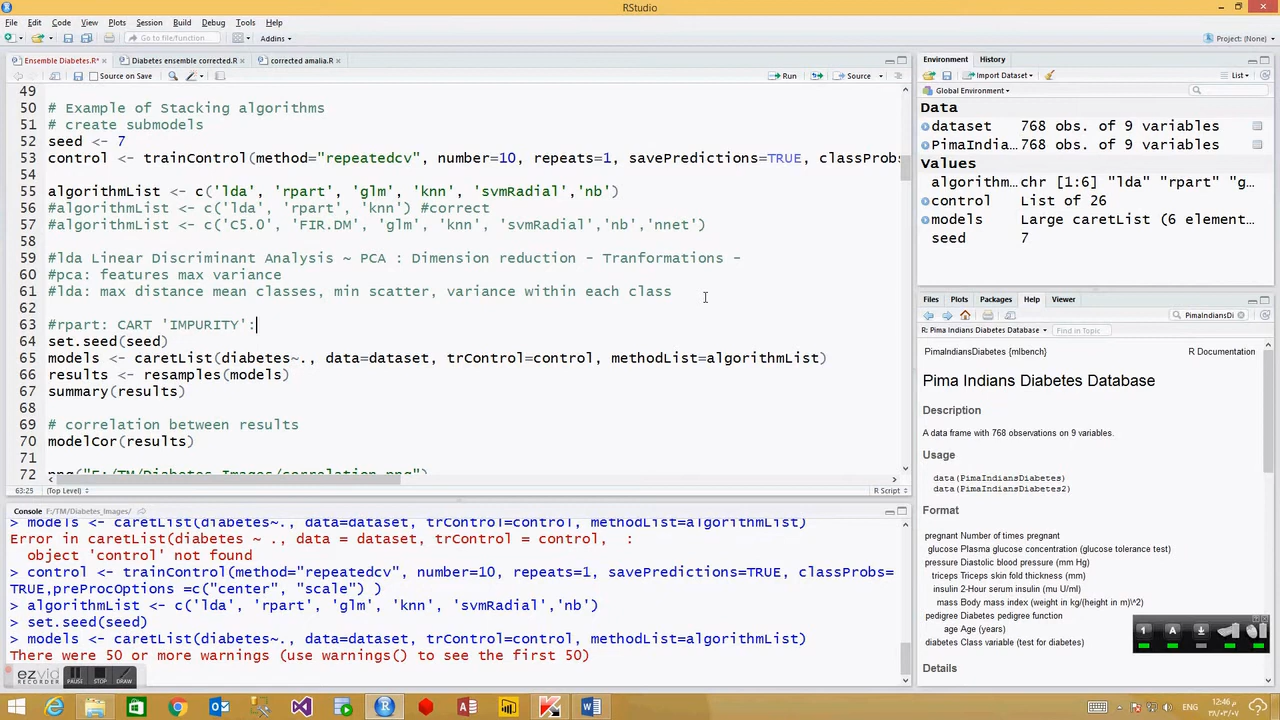 RStudio
File Edit Code View Plots Session Build Debug Tools Help
Go to file/function Addins Project: (None)
Ensemble Diabetes.R* Diabetes ensemble corrected.R corrected amalia.R
Source on Save Run Source
49
50 # Example of Stacking algorithms
51 # create submodels
52 seed <- 7
53 control <- trainControl(method="repeatedcv", number=10, repeats=1, savePredictions=TRUE, classProbs
54
55 algorithmList <- c('lda', 'rpart', 'glm', 'knn', 'svmRadial','nb')
56 #algorithmList <- c('lda', 'rpart', 'knn') #correct
57 #algorithmList <- c('C5.0', 'FIR.DM', 'glm', 'knn', 'svmRadial','nb','nnet')
58
59 #lda Linear Discriminant Analysis ~ PCA : Dimension reduction - Tranformations -
60 #pca: features max variance
61 #lda: max distance mean classes, min scatter, variance within each class
62
63 #rpart: CART 'IMPURITY':
64 set.seed(seed)
65 models <- caretList(diabetes~., data=dataset, trControl=control, methodList=algorithmList)
66 results <- resamples(models)
67 summary(results)
68
69 # correlation between results
70 modelCor(results)
71
72 png("F:/TM/Diabetes_Images/correlation.png")
63:25 (Top Level) R Script
Console F:/TM/Diabetes_Images/
> models <- caretList(diabetes~., data=dataset, trControl=control, methodList=algorithmList)
Error in caretList(diabetes ~ ., data = dataset, trControl = control, :
object 'control' not found
> control <- trainControl(method="repeatedcv", number=10, repeats=1, savePredictions=TRUE, classProbs=
TRUE,preProcOptions =c("center", "scale") )
> algorithmList <- c('lda', 'rpart', 'glm', 'knn', 'svmRadial','nb')
> set.seed(seed)
> models <- caretList(diabetes~., data=dataset, trControl=control, methodList=algorithmList)
There were 50 or more warnings (use warnings() to see the first 50)
ezvid
RECORDER
PAUSE STOP DRAW
Environment History
Import Dataset List
Global Environment
Data
dataset 768 obs. of 9 variables
PimaIndia… 768 obs. of 9 variables
Values
algorithm… chr [1:6] "lda" "rpart" "g…
control List of 26
models Large caretList (6 element…
seed 7
Files Plots Packages Help Viewer
PimaIndiansDi
R: Pima Indians Diabetes Database Find in Topic
PimaIndiansDiabetes {mlbench} R Documentation
Pima Indians Diabetes Database
Description
A data frame with 768 observations on 9 variables.
Usage
data(PimaIndiansDiabetes)
data(PimaIndiansDiabetes2)
Format
pregnant Number of times pregnant
glucose Plasma glucose concentration (glucose tolerance test)
pressure Diastolic blood pressure (mm Hg)
triceps Triceps skin fold thickness (mm)
insulin 2-Hour serum insulin (mu U/ml)
mass Body mass index (weight in kg/(height in m)\^2)
pedigree Diabetes pedigree function
age Age (years)
diabetes Class variable (test for diabetes)
Details
1 A
ENG